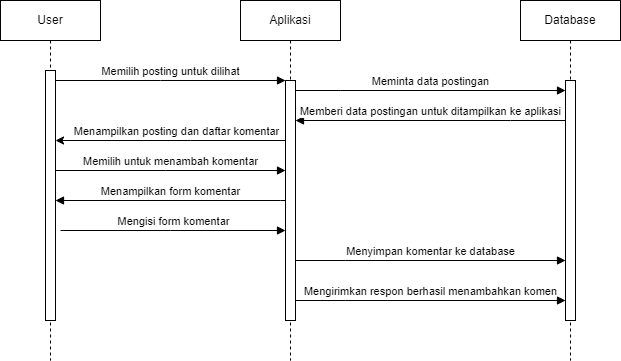 User
Aplikasi
Database
Memilih posting untuk dilihat
Meminta data postingan
Memberi data postingan untuk ditampilkan ke aplikasi
Menampilkan posting dan daftar komentar
Memilih untuk menambah komentar
Menampilkan form komentar
Mengisi form komentar
Menyimpan komentar ke database
Mengirimkan respon berhasil menambahkan komen